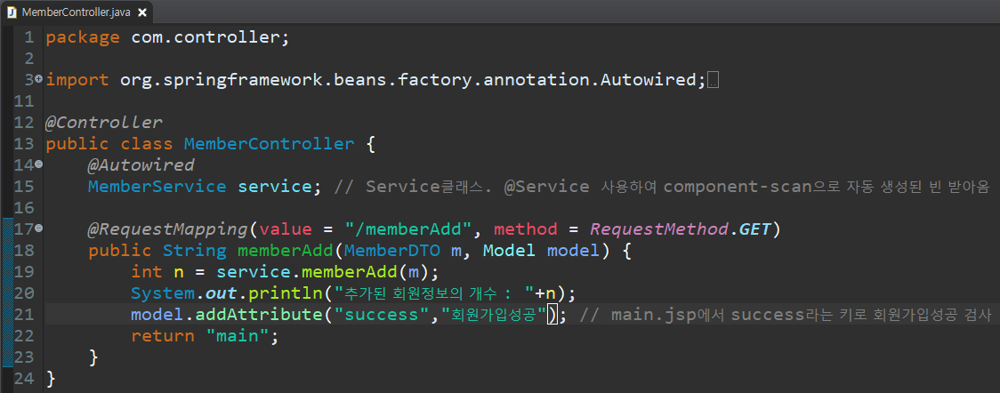 MemberController.java
1 package com.controller;
2
3 import org.springframework.beans.factory.annotation.Autowired;
11
12 @Controller
13 public class MemberController {
14 @Autowired
15 MemberService service; // Service클래스. @Service 사용하여 component-scan으로 자동 생성된 빈 받아옴
16
17 @RequestMapping(value = "/memberAdd", method = RequestMethod.GET)
18 public String memberAdd(MemberDTO m, Model model) {
19 int n = service.memberAdd(m);
20 System.out.println("추가된 회원정보의 개수 : "+n);
21 model.addAttribute("success","회원가입성공"); // main.jsp에서 success라는 키로 회원가입성공 검사
22 return "main";
23 }
24 }